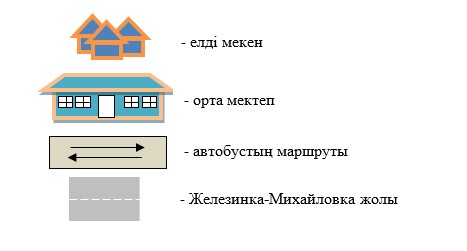 - елді мекен
- орта мектеп
- автобустың маршруты
- Железинка-Михайловка жолы